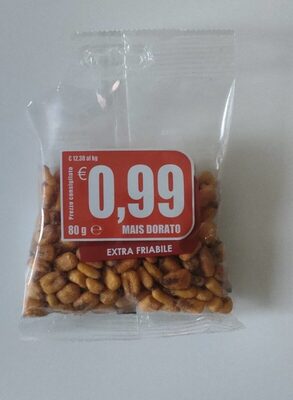 € 12,38 al kg
Prezzo consigliato
€ 0,99
80 g ℮
MAIS DORATO
EXTRA FRIABILE